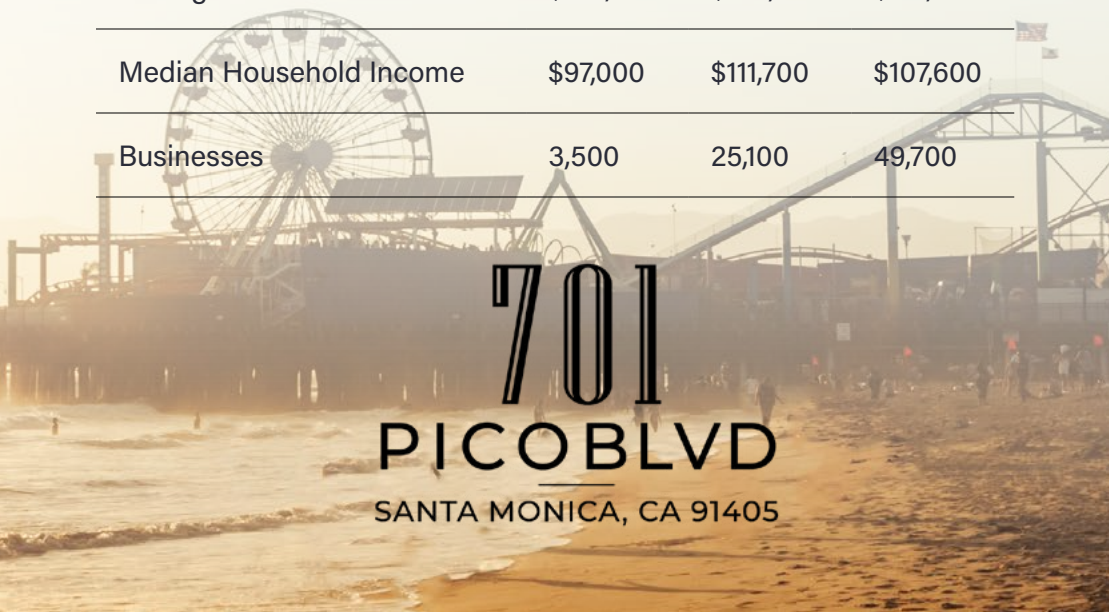 Median Household Income $97,000 $111,700 $107,600
Businesses 3,500 25,100 49,700
701
PICOBLVD
SANTA MONICA, CA 91405